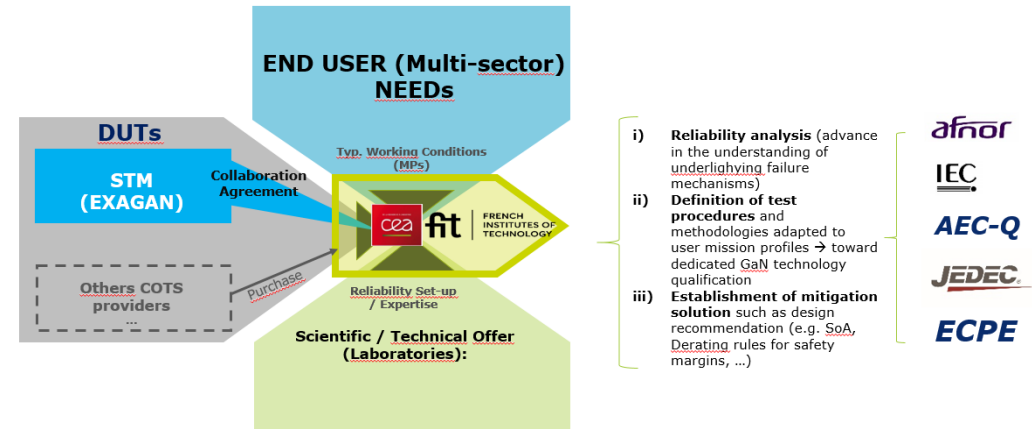 END USER (Multi-sector)
NEEDs
DUTs
STM
(EXAGAN)
Collaboration
Agreement
Others COTS
providers
...
Purchase
Typ. Working Conditions
(MPs)
cea
fit
FRENCH
INSTITUTES OF
TECHNOLOGY
Reliability Set-up
/ Expertise
Scientific / Technical Offer
(Laboratories):
i) Reliability analysis (advance
in the understanding of
underlighying failure
mechanisms)
ii) Definition of test
procedures and
methodologies adapted to
user mission profiles → toward
dedicated GaN technology
qualification
iii) Establishment of mitigation
solution such as design
recommendation (e.g. SoA,
Derating rules for safety
margins, …)
afnor
IEC
AEC-Q
JEDEC®
ECPE